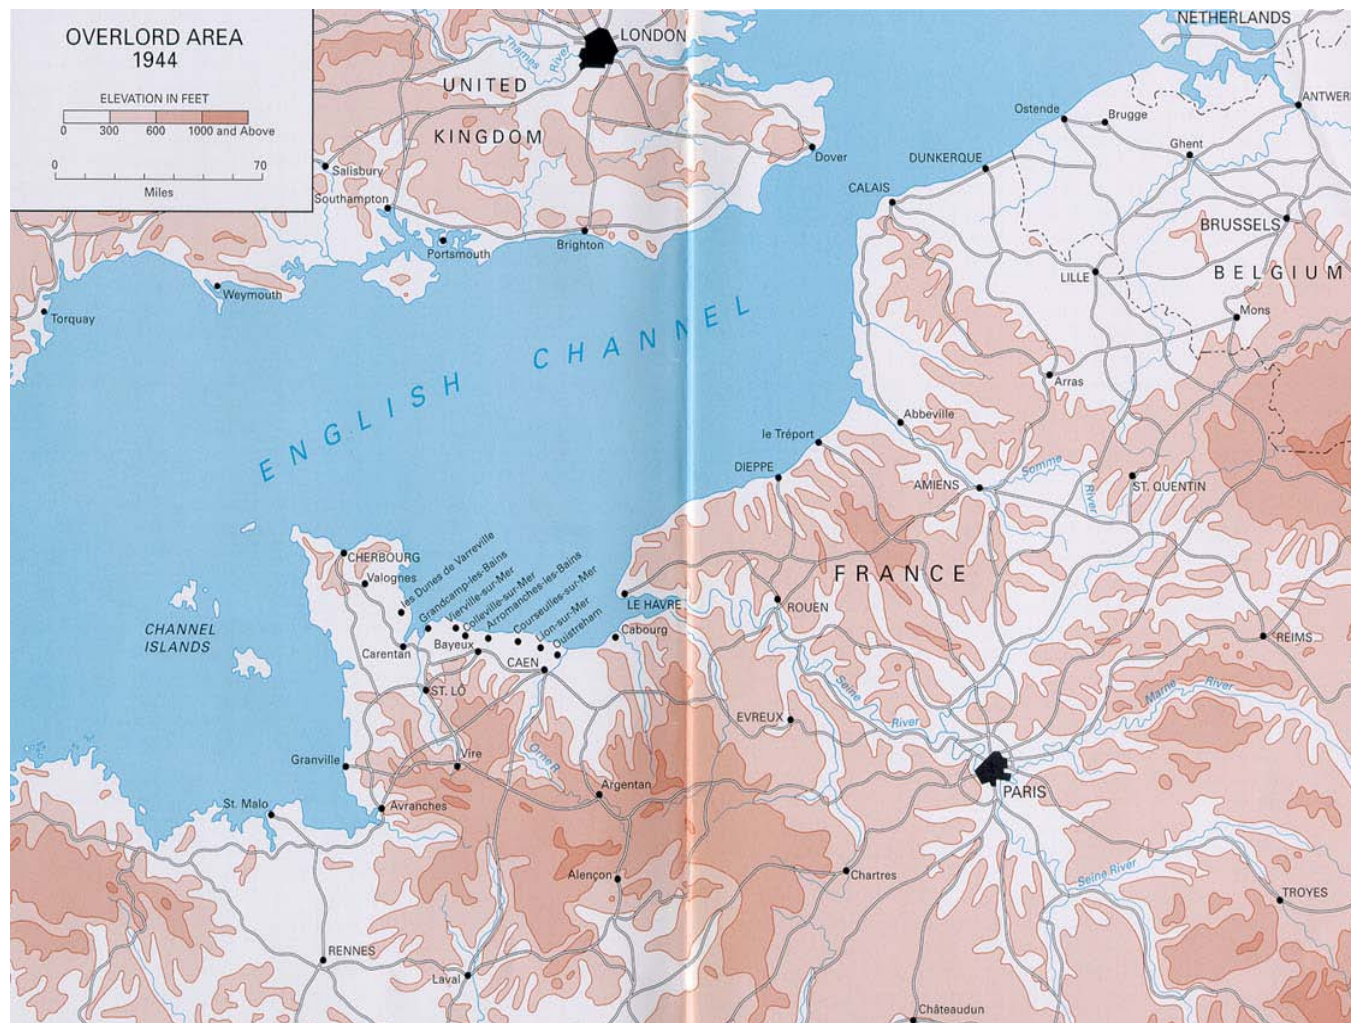 OVERLORD AREA
1944
ELEVATION IN FEET
0 300 600 1000 and Above
0 70
Miles
NETHERLANDS
LONDON
Thames River
UNITED
KINGDOM
ANTWER
Ostende
Brugge
Ghent
Dover
DUNKERQUE
Salisbury
CALAIS
Southampton
BRUSSELS
Portsmouth
Brighton
LILLE
BELGIUM
Weymouth
Torquay
Mons
ENGLISH CHANNEL
Arras
Abbeville
le Tréport
DIEPPE
AMIENS
Somme River
ST. QUENTIN
CHERBOURG
Valognes
les Dunes de Varreville
Grandcamp-les-Bains
Vierville-sur-Mer
Colleville-sur-Mer
Arromanches-les-Bains
Courseulles-sur-Mer
Lion-sur-Mer
Ouistreham
FRANCE
LE HAVRE
ROUEN
CHANNEL
ISLANDS
Cabourg
REIMS
Carentan
Bayeux
CAEN
ST. LÔ
Seine River
Marne River
EVREUX
Granville
Vire
Orne R.
Argentan
PARIS
St. Malo
Avranches
Alençon
Chartres
Seine River
TROYES
RENNES
Laval
Châteaudun